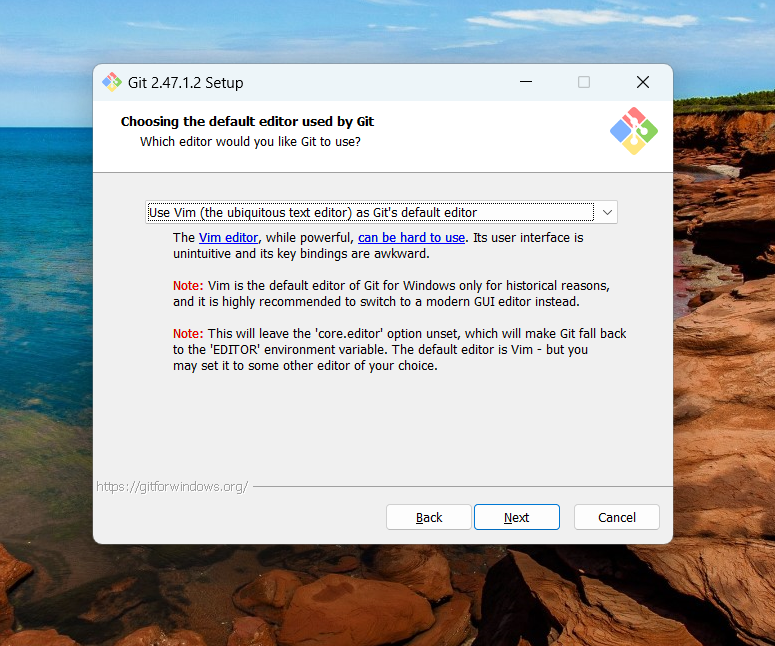 Git 2.47.1.2 Setup
Choosing the default editor used by Git
Which editor would you like Git to use?
Use Vim (the ubiquitous text editor) as Git's default editor
The Vim editor, while powerful, can be hard to use. Its user interface is
unintuitive and its key bindings are awkward.
Note: Vim is the default editor of Git for Windows only for historical reasons,
and it is highly recommended to switch to a modern GUI editor instead.
Note: This will leave the 'core.editor' option unset, which will make Git fall back
to the 'EDITOR' environment variable. The default editor is Vim - but you
may set it to some other editor of your choice.
https://gitforwindows.org/
Back Next Cancel